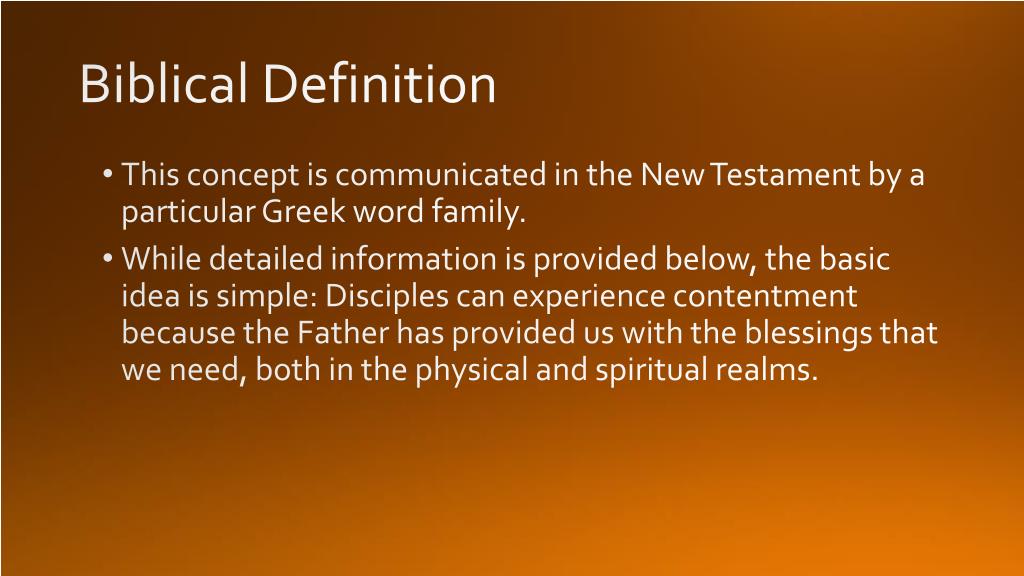 Biblical Definition
• This concept is communicated in the New Testament by a
particular Greek word family.
• While detailed information is provided below, the basic
idea is simple: Disciples can experience contentment
because the Father has provided us with the blessings that
we need, both in the physical and spiritual realms.